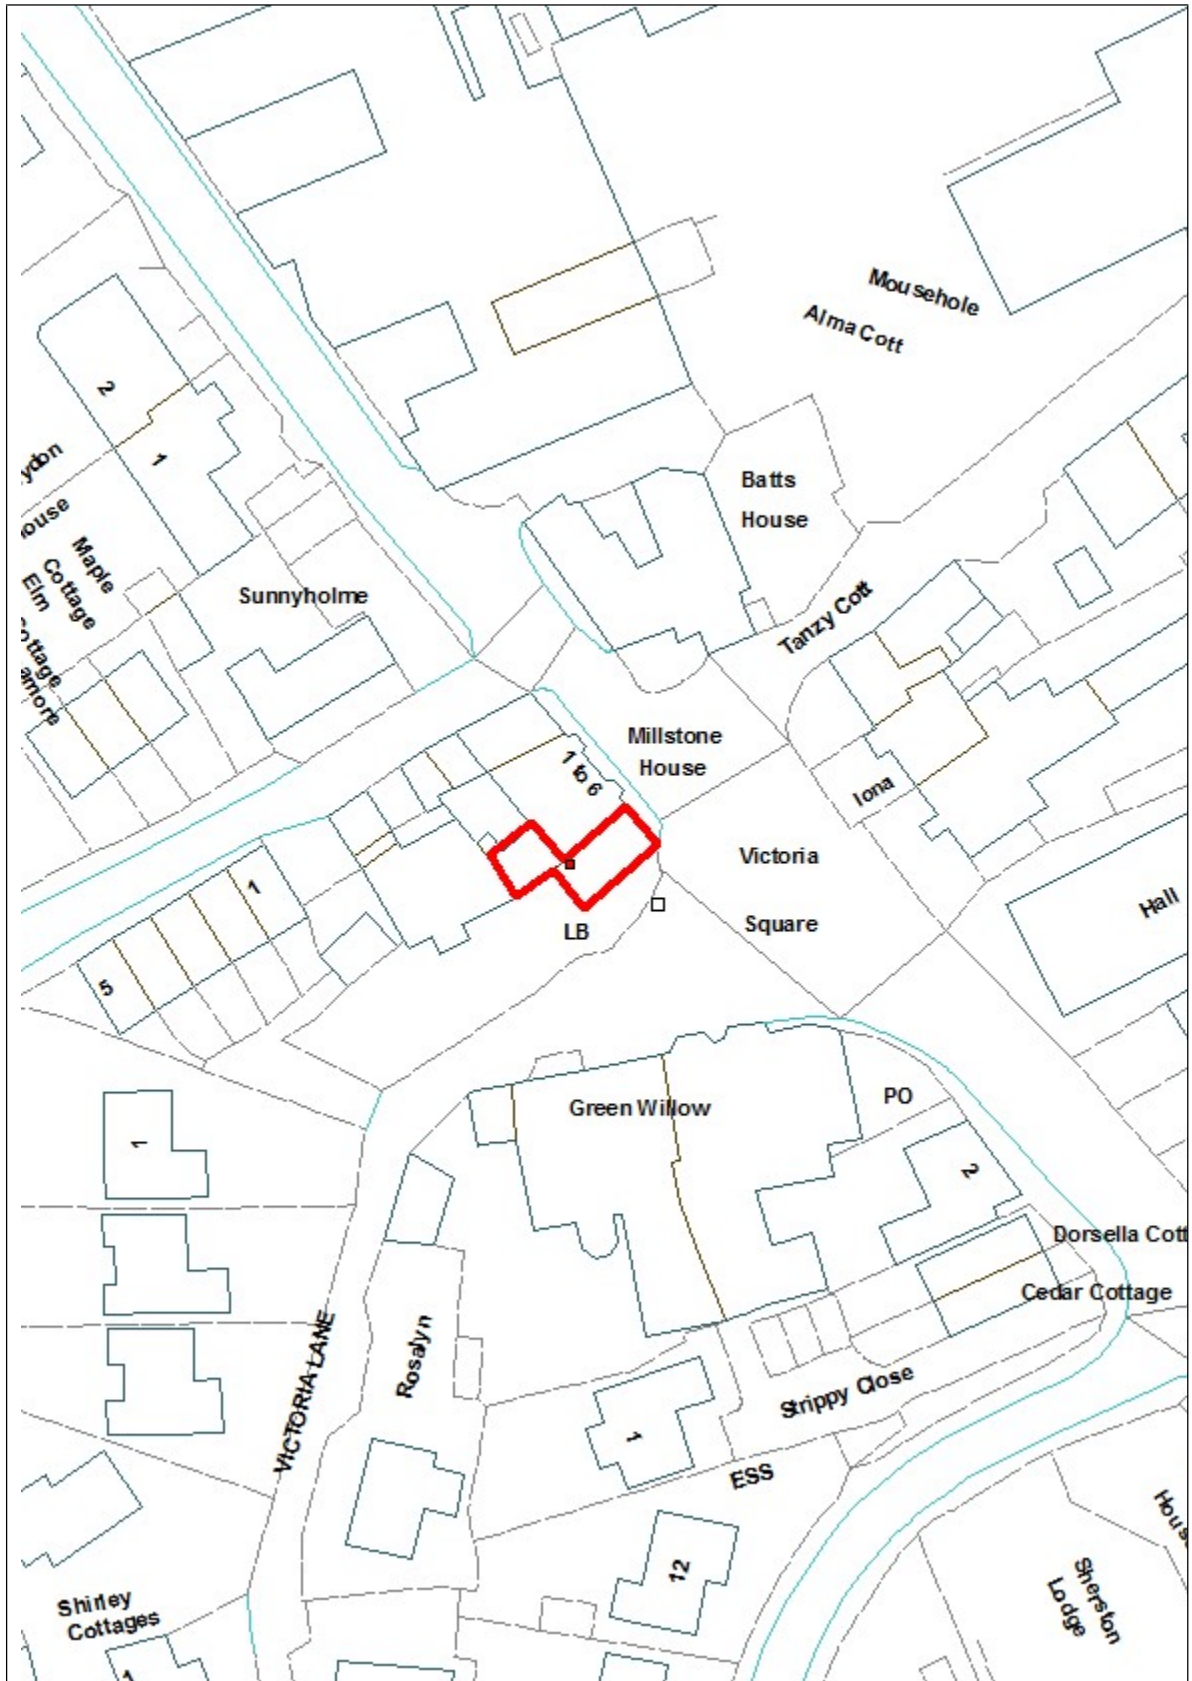 Mousehole
Alma Cott
2
1
Batts
House
Maple
Cottage
Elm
Sunnyholme
Tanzy Cott
Millstone
House
1 to 6
Iona
Victoria
Square
1
5
LB
Hall
Green Willow
PO
1
2
Dorsella Cott
Cedar Cottage
VICTORIA LANE
Rosalyn
Strippy Close
1
ESS
12
Sherston
Lodge
Shirley
Cottages
1